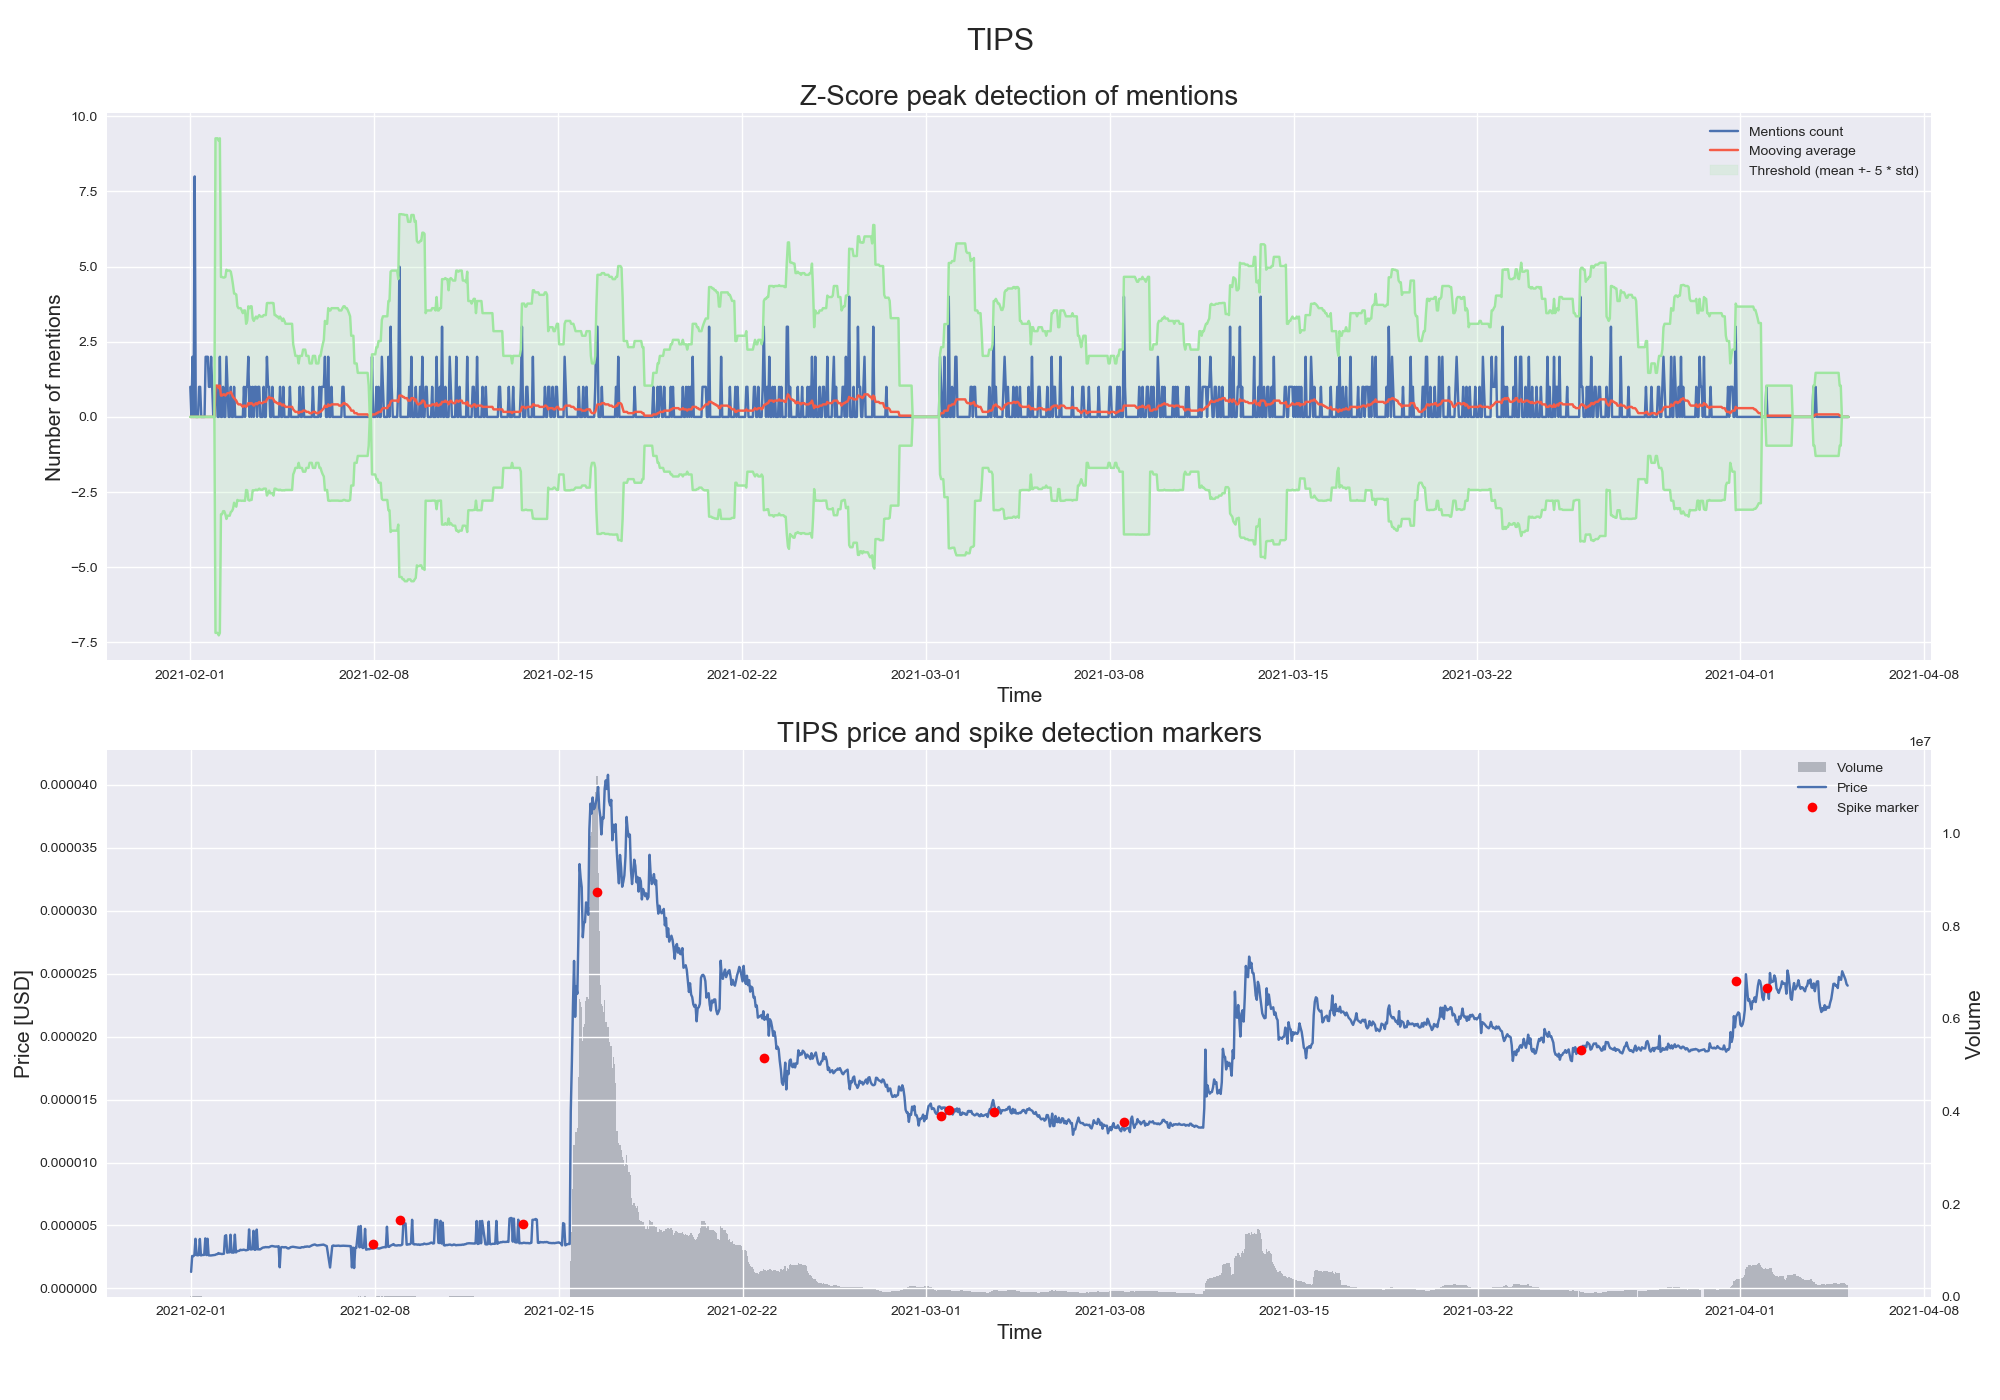 TIPS
Z-Score peak detection of mentions
10.0
7.5
5.0
2.5
0.0
−2.5
−5.0
−7.5
Number of mentions
Mentions count
Mooving average
Threshold (mean +- 5 * std)
2021-02-01 2021-02-08 2021-02-15 2021-02-22 2021-03-01 2021-03-08 2021-03-15 2021-03-22 2021-04-01 2021-04-08
Time
TIPS price and spike detection markers
1e7
0.000040
0.000035
0.000030
0.000025
0.000020
0.000015
0.000010
0.000005
0.000000
Price [USD]
Volume
Price
Spike marker
1.0
0.8
0.6
0.4
0.2
0.0
Volume
2021-02-01 2021-02-08 2021-02-15 2021-02-22 2021-03-01 2021-03-08 2021-03-15 2021-03-22 2021-04-01 2021-04-08
Time